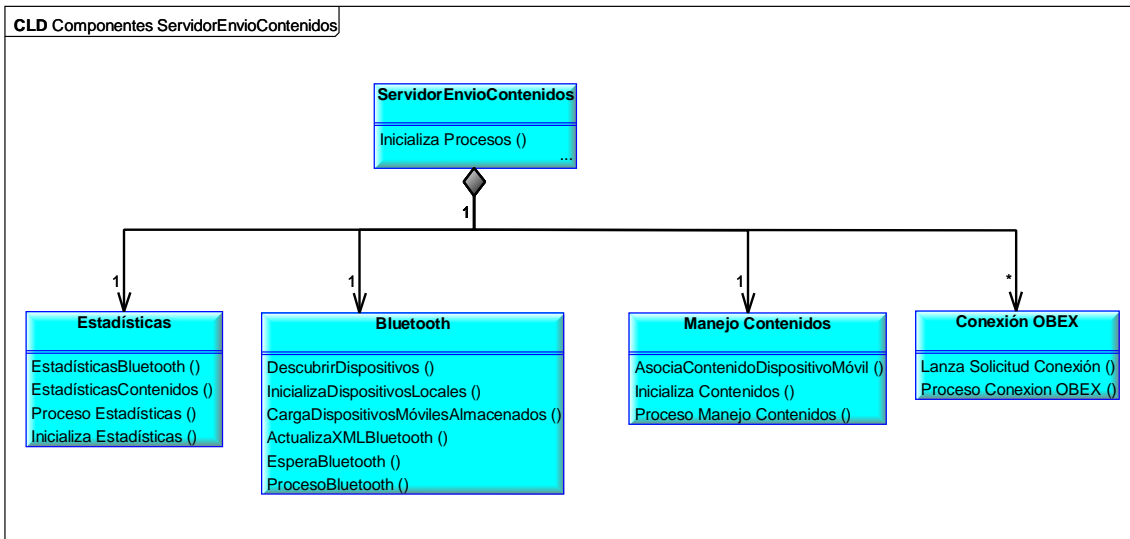 CLD Componentes ServidorEnvioContenidos
ServidorEnvioContenidos
Inicializa Procesos ()
...
1
1
1
1
*
Estadísticas
EstadísticasBluetooth ()
EstadísticasContenidos ()
Proceso Estadísticas ()
Inicializa Estadísticas ()
Bluetooth
DescubrirDispositivos ()
InicializaDispositivosLocales ()
CargaDispositivosMóvilesAlmacenados ()
ActualizaXMLBluetooth ()
EsperaBluetooth ()
ProcesoBluetooth ()
Manejo Contenidos
AsociaContenidoDispositivoMóvil ()
Inicializa Contenidos ()
Proceso Manejo Contenidos ()
Conexión OBEX
Lanza Solicitud Conexión ()
Proceso Conexion OBEX ()